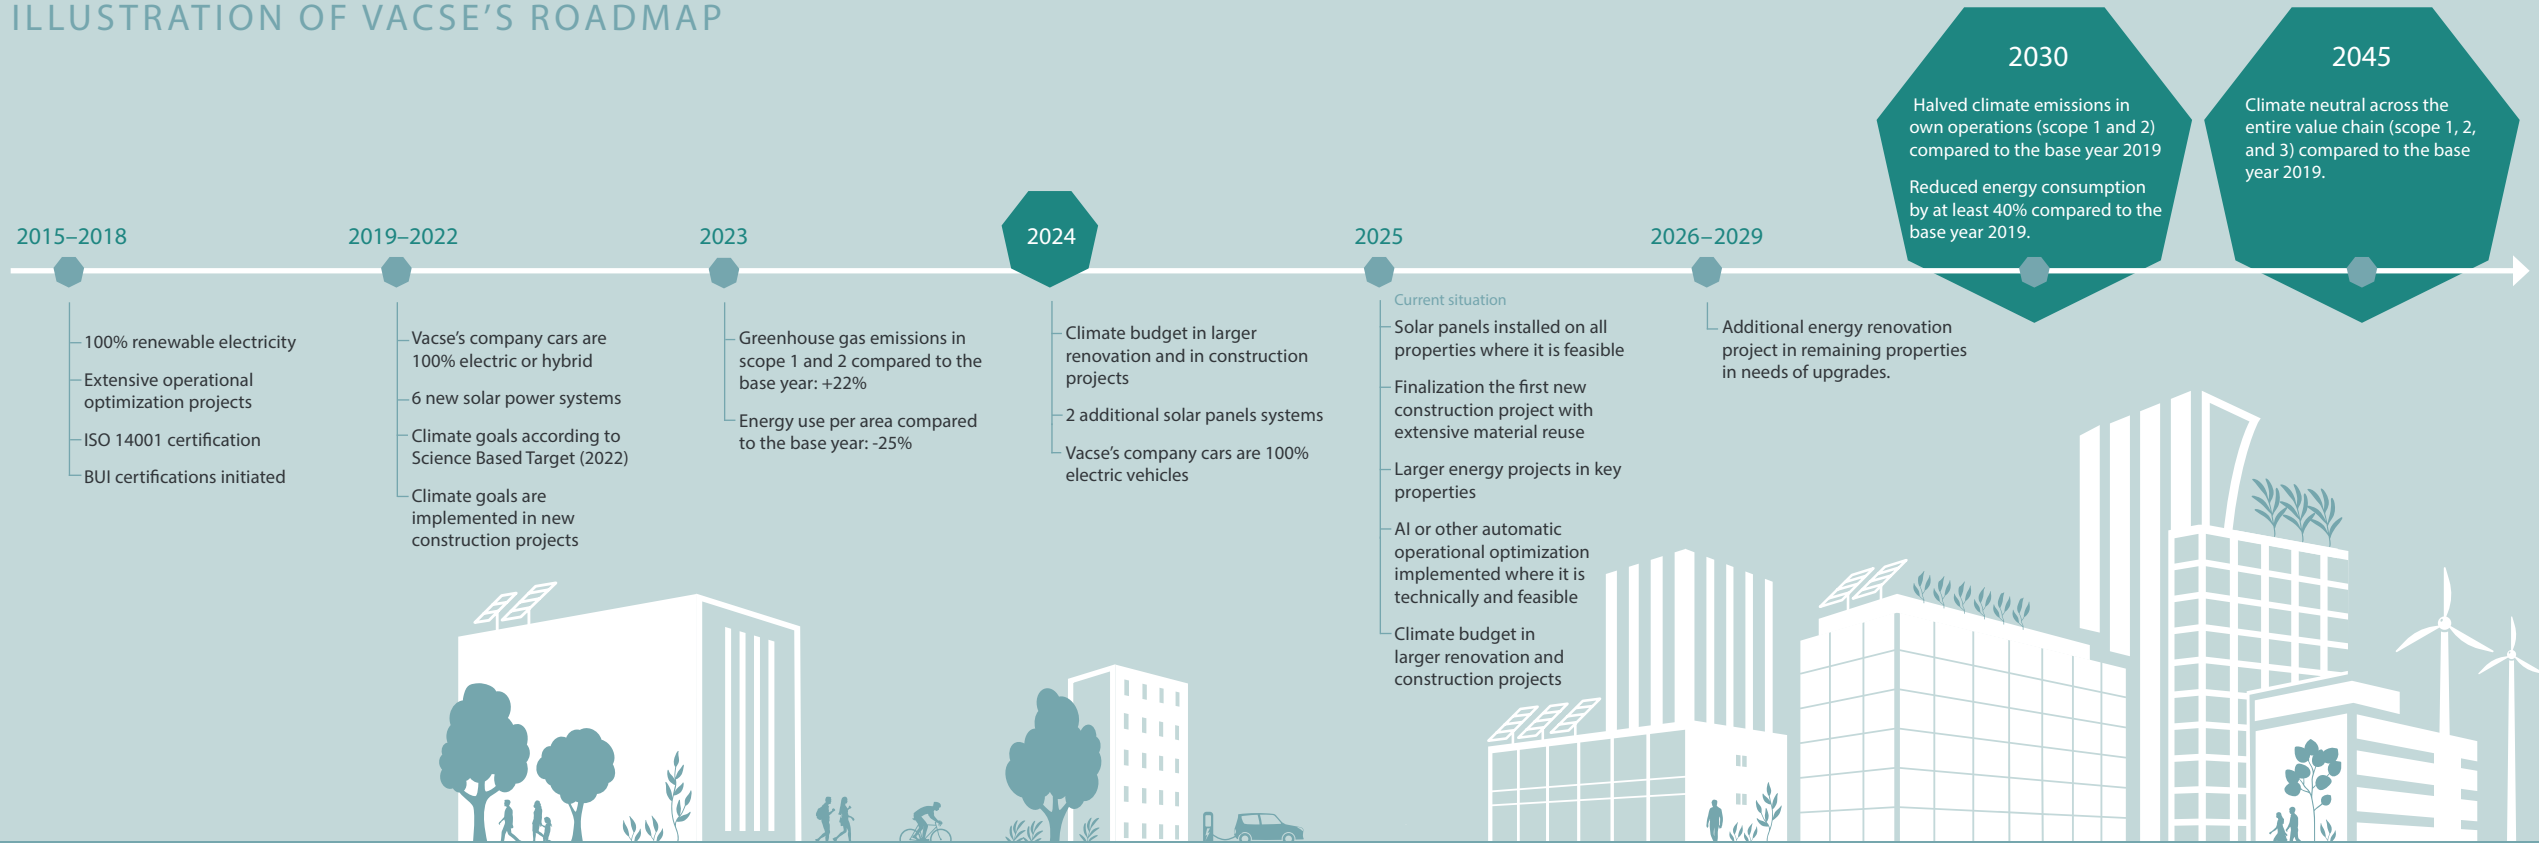 ILLUSTRATION OF VACSE’S ROADMAP
2015–2018
100% renewable electricity
Extensive operational
optimization projects
ISO 14001 certification
BUI certifications initiated
2019–2022
Vacse’s company cars are
100% electric or hybrid
6 new solar power systems
Climate goals according to
Science Based Target (2022)
Climate goals are
implemented in new
construction projects
2023
Greenhouse gas emissions in
scope 1 and 2 compared to the
base year: +22%
Energy use per area compared
to the base year: -25%
2024
Climate budget in larger
renovation and in construction
projects
2 additional solar panels systems
Vacse’s company cars are 100%
electric vehicles
2025
Current situation
Solar panels installed on all
properties where it is feasible
Finalization the first new
construction project with
extensive material reuse
Larger energy projects in key
properties
AI or other automatic
operational optimization
implemented where it is
technically and feasible
Climate budget in
larger renovation and
construction projects
2026–2029
Additional energy renovation
project in remaining properties
in needs of upgrades.
2030
Halved climate emissions in
own operations (scope 1 and 2)
compared to the base year 2019
Reduced energy consumption
by at least 40% compared to the
base year 2019.
2045
Climate neutral across the
entire value chain (scope 1, 2,
and 3) compared to the base
year 2019.